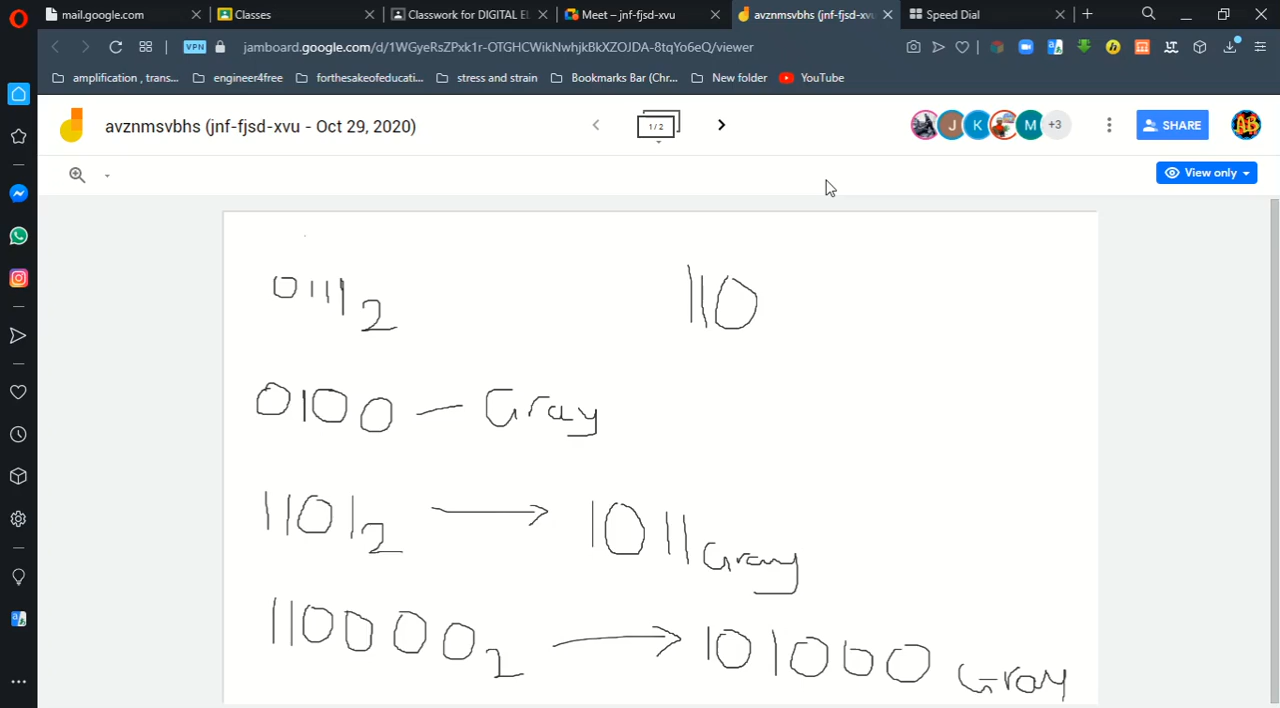 mail.google.com
Classes
Classwork for DIGITAL EL
Meet – jnf-fjsd-xvu
avznmsvbhs (jnf-fjsd-xvu
Speed Dial
VPN
jamboard.google.com/d/1WGyeRsZPxk1r-OTGHCWikNwhjkBkXZOJDA-8tqYo6eQ/viewer
amplification , trans...
engineer4free
forthesakeofeducati...
stress and strain
Bookmarks Bar (Chr...
New folder
YouTube
avznmsvbhs (jnf-fjsd-xvu - Oct 29, 2020)
1/2
J
K
M
+3
SHARE
AB
View only
0111₂
110
0100 – Gray
1101₂ → 1011 Gray
110000₂ → 101000 Gray